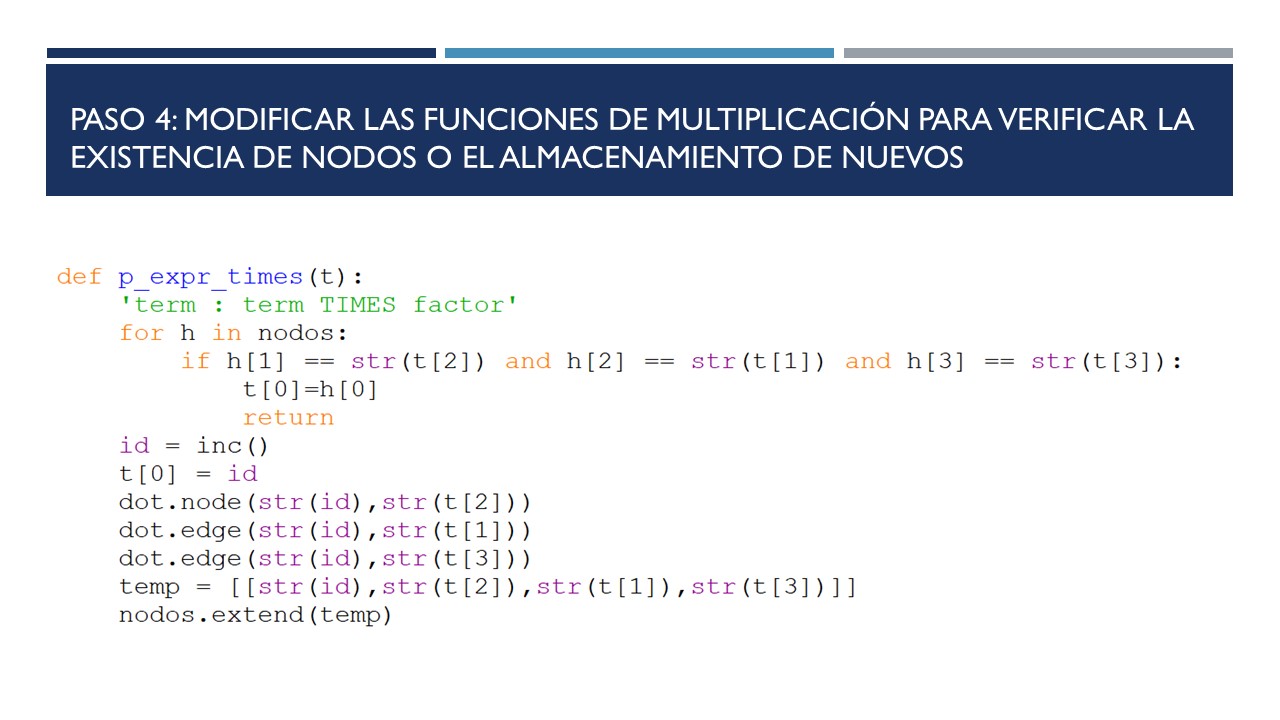 PASO 4: MODIFICAR LAS FUNCIONES DE MULTIPLICACIÓN PARA VERIFICAR LA
EXISTENCIA DE NODOS O EL ALMACENAMIENTO DE NUEVOS
def p_expr_times(t):
    'term : term TIMES factor'
    for h in nodos:
        if h[1] == str(t[2]) and h[2] == str(t[1]) and h[3] == str(t[3]):
            t[0]=h[0]
            return
    id = inc()
    t[0] = id
    dot.node(str(id),str(t[2]))
    dot.edge(str(id),str(t[1]))
    dot.edge(str(id),str(t[3]))
    temp = [[str(id),str(t[2]),str(t[1]),str(t[3])]]
    nodos.extend(temp)